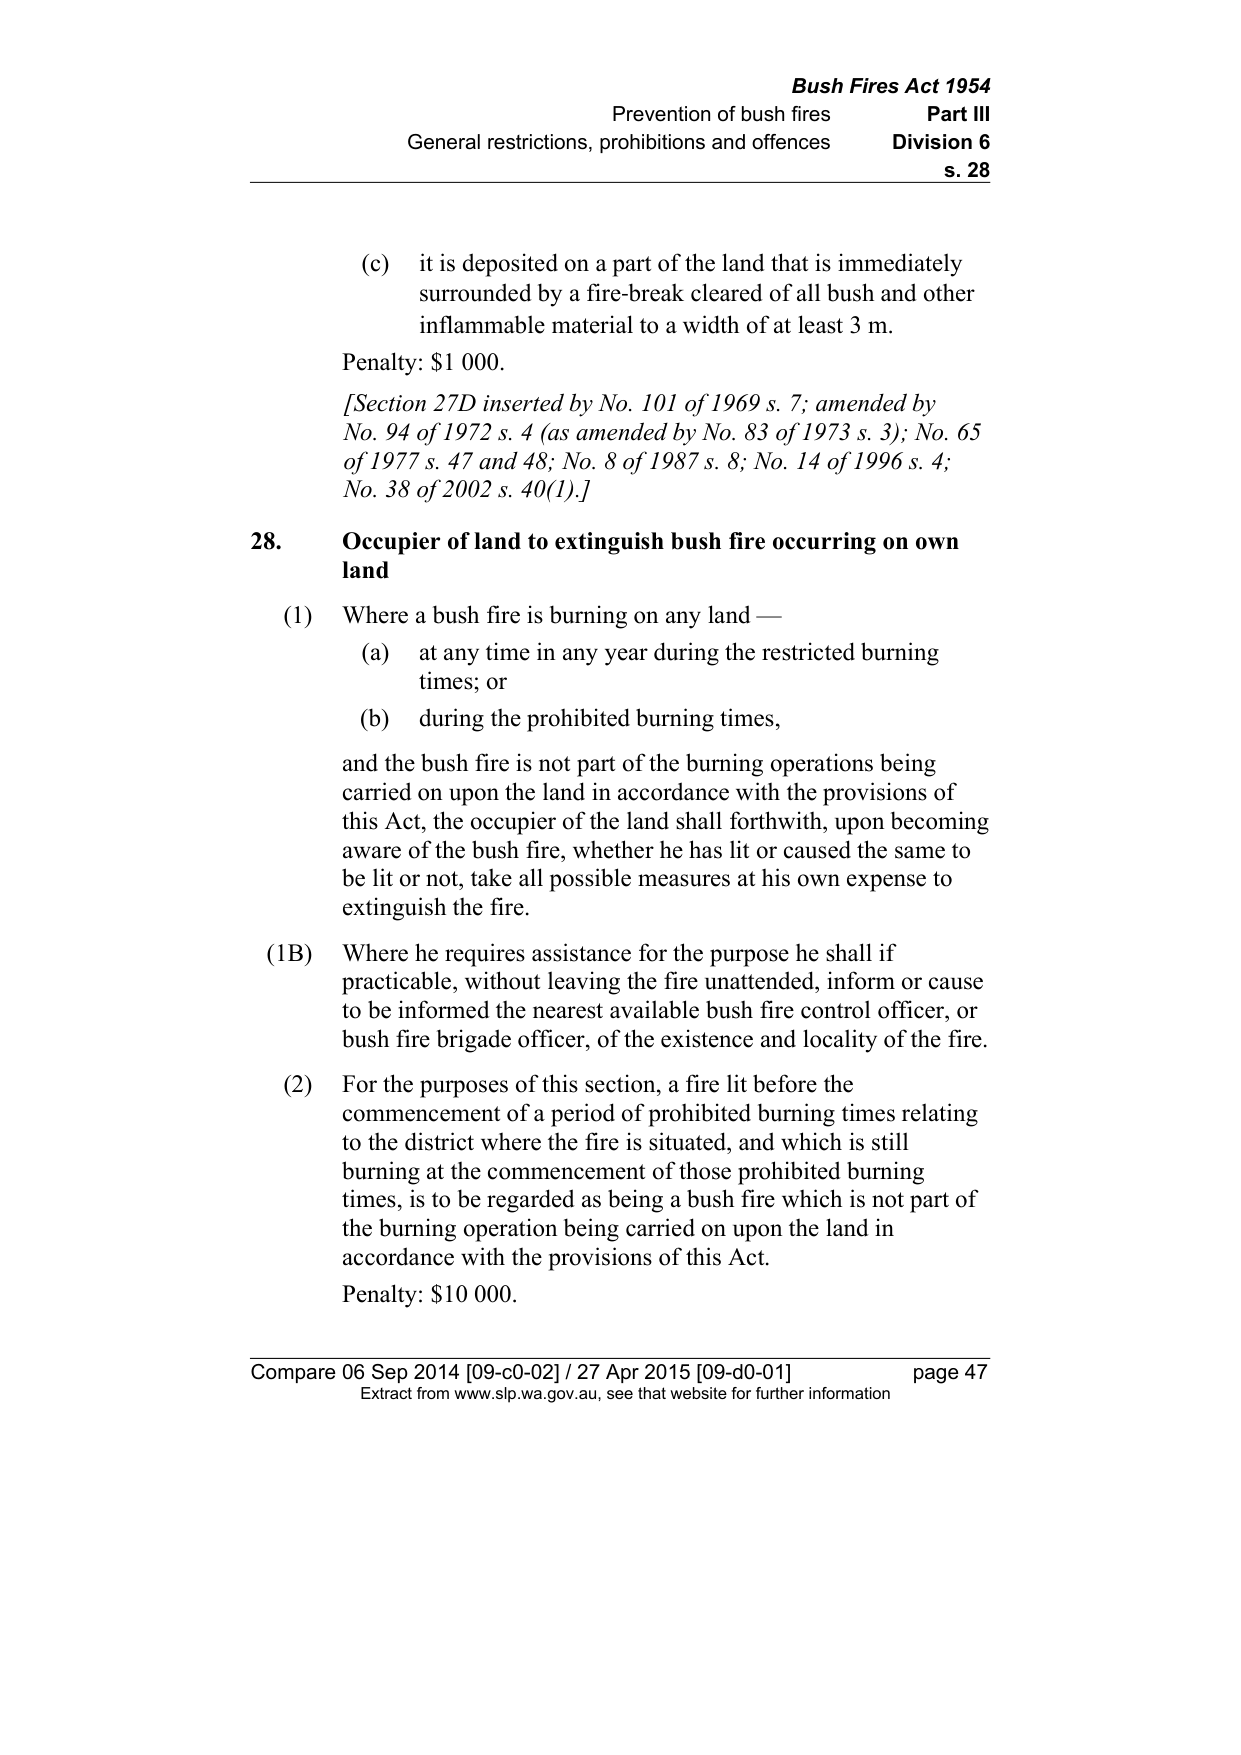 Bush Fires Act 1954
Prevention of bush fires Part III
General restrictions, prohibitions and offences Division 6
s. 28
(c) it is deposited on a part of the land that is immediately
surrounded by a fire-break cleared of all bush and other
inflammable material to a width of at least 3 m.
Penalty: $1 000.
[Section 27D inserted by No. 101 of 1969 s. 7; amended by
No. 94 of 1972 s. 4 (as amended by No. 83 of 1973 s. 3); No. 65
of 1977 s. 47 and 48; No. 8 of 1987 s. 8; No. 14 of 1996 s. 4;
No. 38 of 2002 s. 40(1).]
28. Occupier of land to extinguish bush fire occurring on own
land
(1) Where a bush fire is burning on any land —
(a) at any time in any year during the restricted burning
times; or
(b) during the prohibited burning times,
and the bush fire is not part of the burning operations being
carried on upon the land in accordance with the provisions of
this Act, the occupier of the land shall forthwith, upon becoming
aware of the bush fire, whether he has lit or caused the same to
be lit or not, take all possible measures at his own expense to
extinguish the fire.
(1B) Where he requires assistance for the purpose he shall if
practicable, without leaving the fire unattended, inform or cause
to be informed the nearest available bush fire control officer, or
bush fire brigade officer, of the existence and locality of the fire.
(2) For the purposes of this section, a fire lit before the
commencement of a period of prohibited burning times relating
to the district where the fire is situated, and which is still
burning at the commencement of those prohibited burning
times, is to be regarded as being a bush fire which is not part of
the burning operation being carried on upon the land in
accordance with the provisions of this Act.
Penalty: $10 000.
Compare 06 Sep 2014 [09-c0-02] / 27 Apr 2015 [09-d0-01] page 47
Extract from www.slp.wa.gov.au, see that website for further information